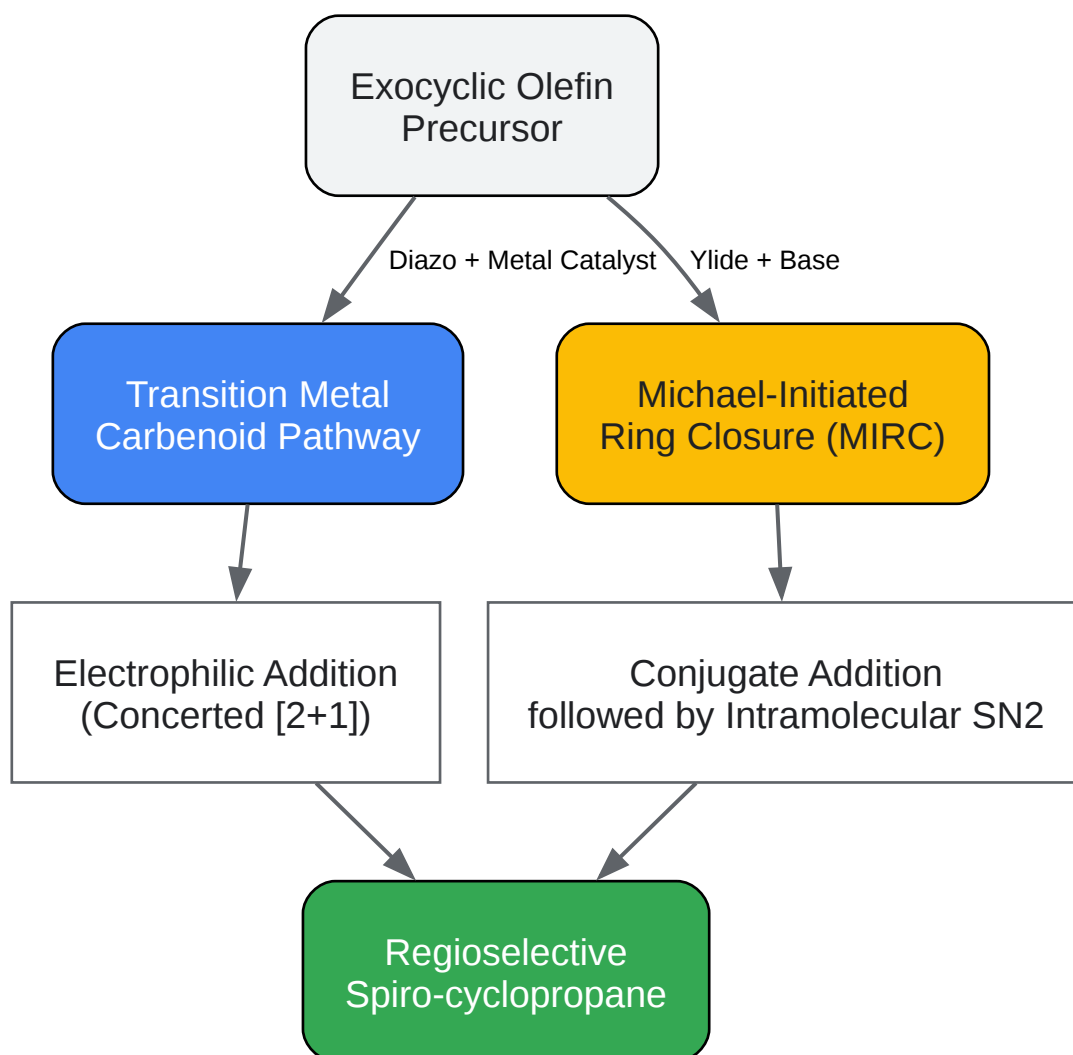 Exocyclic Olefin
Precursor
Diazo + Metal Catalyst
Ylide + Base
Transition Metal
Carbenoid Pathway
Michael-Initiated
Ring Closure (MIRC)
Electrophilic Addition
(Concerted [2+1])
Conjugate Addition
followed by Intramolecular SN2
Regioselective
Spiro-cyclopropane